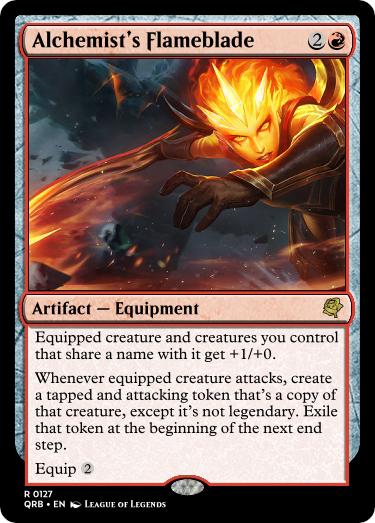 Alchemist's Flameblade 2
Artifact — Equipment
Equipped creature and creatures you control
that share a name with it get +1/+0.
Whenever equipped creature attacks, create
a tapped and attacking token that's a copy of
that creature, except it's not legendary. Exile
that token at the beginning of the next end
step.
Equip 2
R 0127
QRB • EN League of Legends